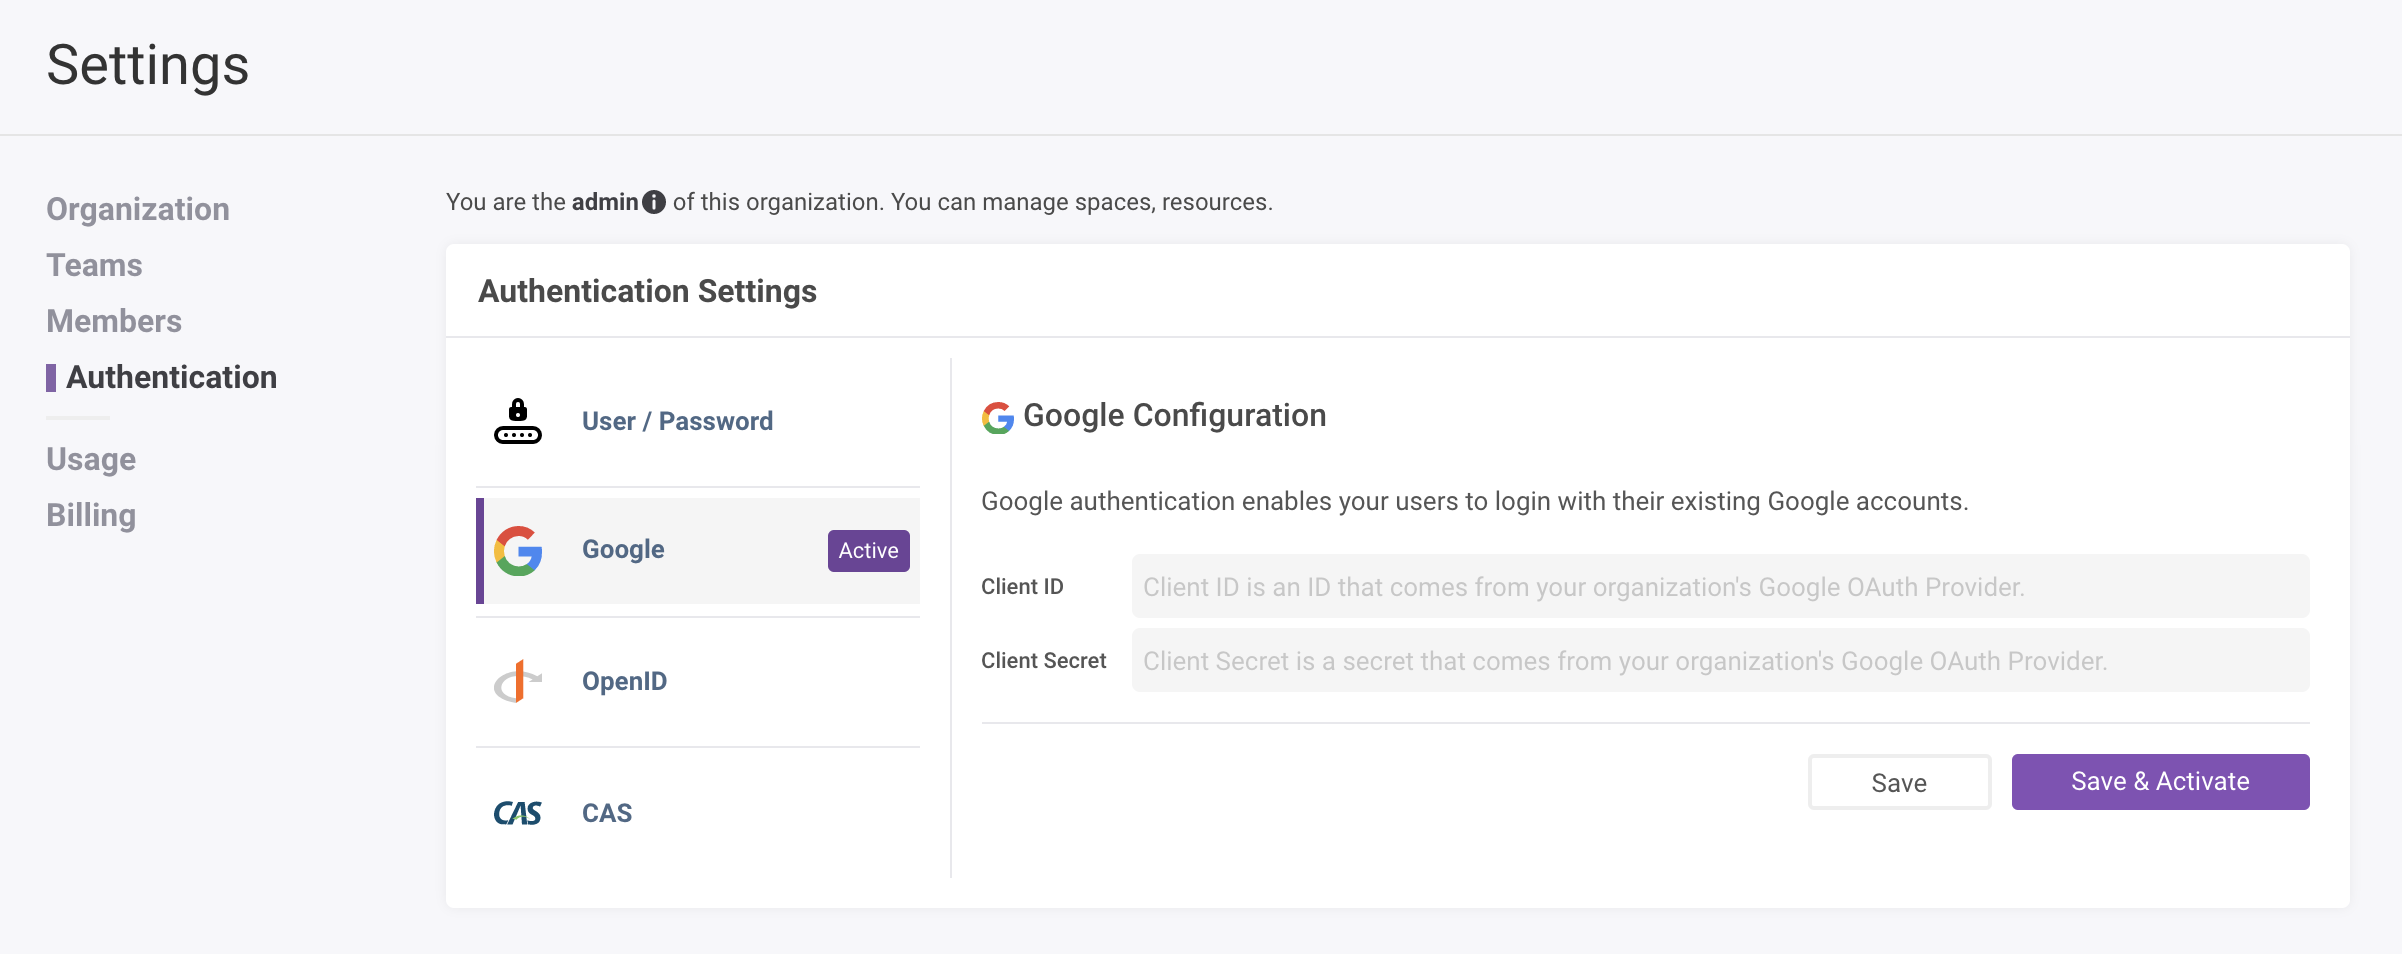 Settings
Organization
Teams
Members
Authentication
Usage
Billing
You are the admin of this organization. You can manage spaces, resources.
Authentication Settings
User / Password
Google
Active
OpenID
CAS
CAS
Google Configuration
Google authentication enables your users to login with their existing Google accounts.
Client ID
Client ID is an ID that comes from your organization's Google OAuth Provider.
Client Secret
Client Secret is a secret that comes from your organization's Google OAuth Provider.
Save
Save & Activate